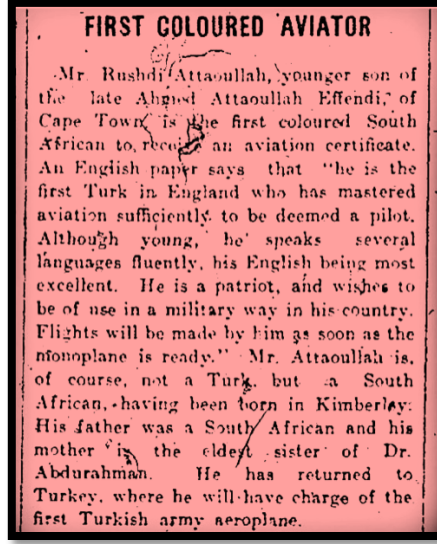 FIRST COLOURED AVIATOR
Mr. Rushdi Attaoullah, younger son of
the late Ahmed Attaoullah Effendi, of
Cape Town, is the first coloured South
African to receive an aviation certificate.
An English paper says that "he is the
first Turk in England who has mastered
aviation sufficiently to be deemed a pilot.
Although young, he speaks several
languages fluently, his English being most
excellent. He is a patriot, and wishes to
be of use in a military way in his country.
Flights will be made by him as soon as the
monoplane is ready." Mr. Attaoullah is,
of course, not a Turk, but a South
African, having been born in Kimberley.
His father was a South African and his
mother is the eldest sister of Dr.
Abdurahman. He has returned to
Turkey, where he will have charge of the
first Turkish army aeroplane.